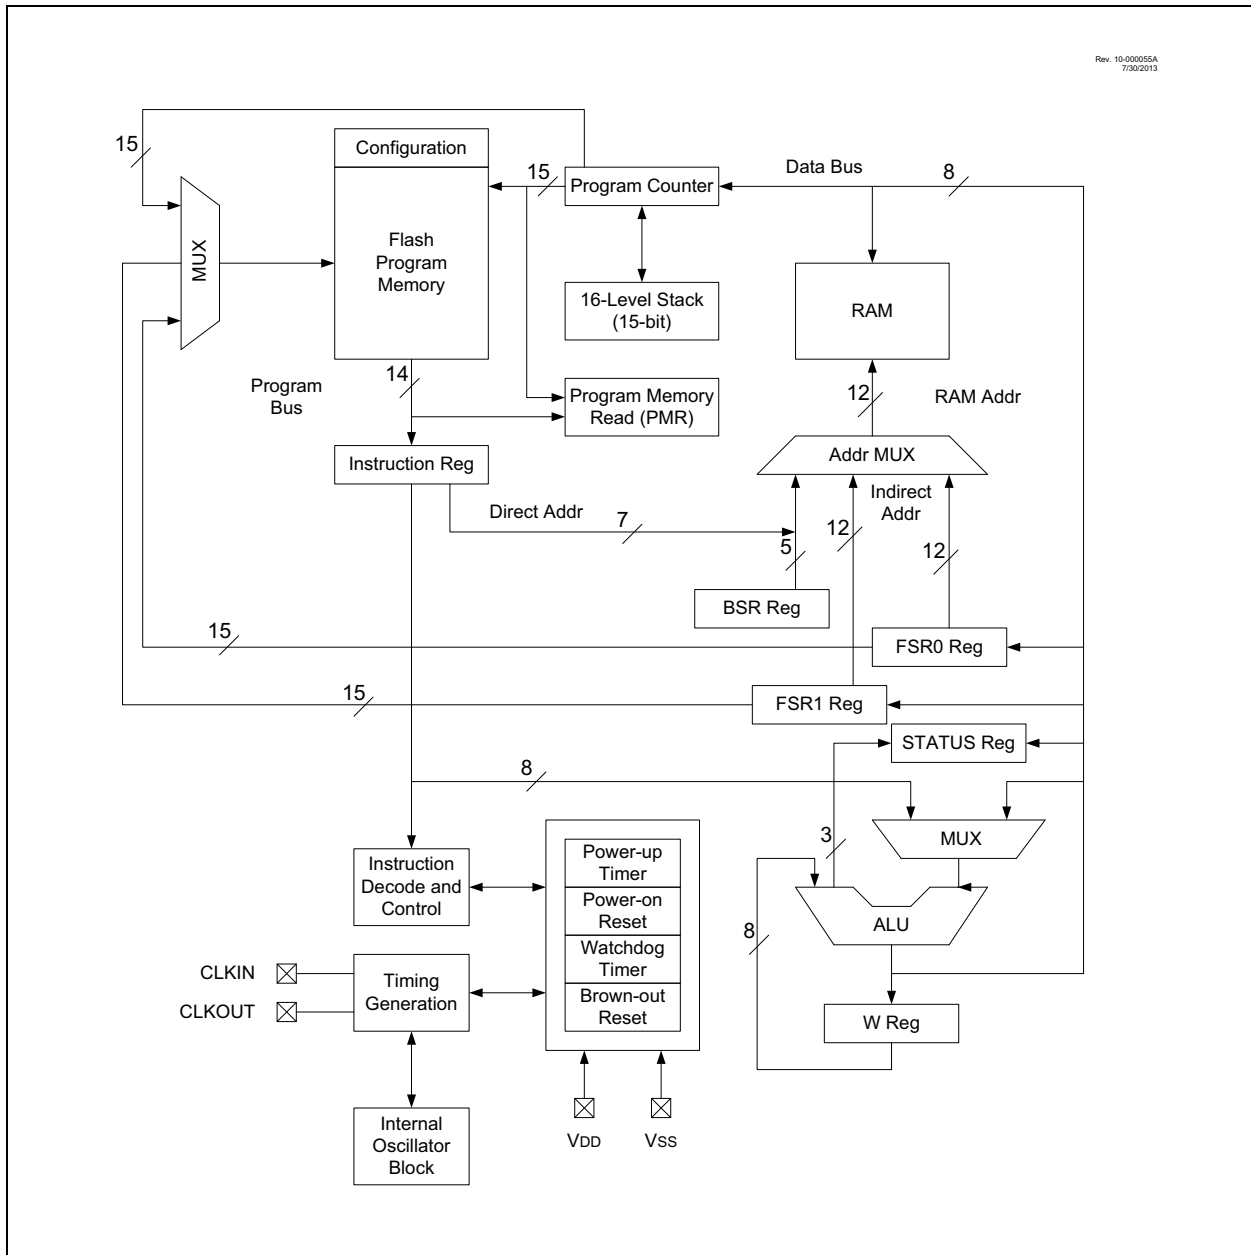 Rev. 10-000055A
7/30/2013
15
Configuration
15
Program Counter
Data Bus
8
MUX
Flash
Program
Memory
16-Level Stack
(15-bit)
RAM
Program
Bus
14
Program Memory
Read (PMR)
12
RAM Addr
Instruction Reg
Addr MUX
Direct Addr
7
Indirect
Addr
5
12
12
BSR Reg
15
FSR0 Reg
15
FSR1 Reg
STATUS Reg
8
3
MUX
Instruction
Decode and
Control
Power-up
Timer
Power-on
Reset
Watchdog
Timer
Brown-out
Reset
ALU
8
CLKIN
CLKOUT
Timing
Generation
W Reg
Internal
Oscillator
Block
VDD
VSS